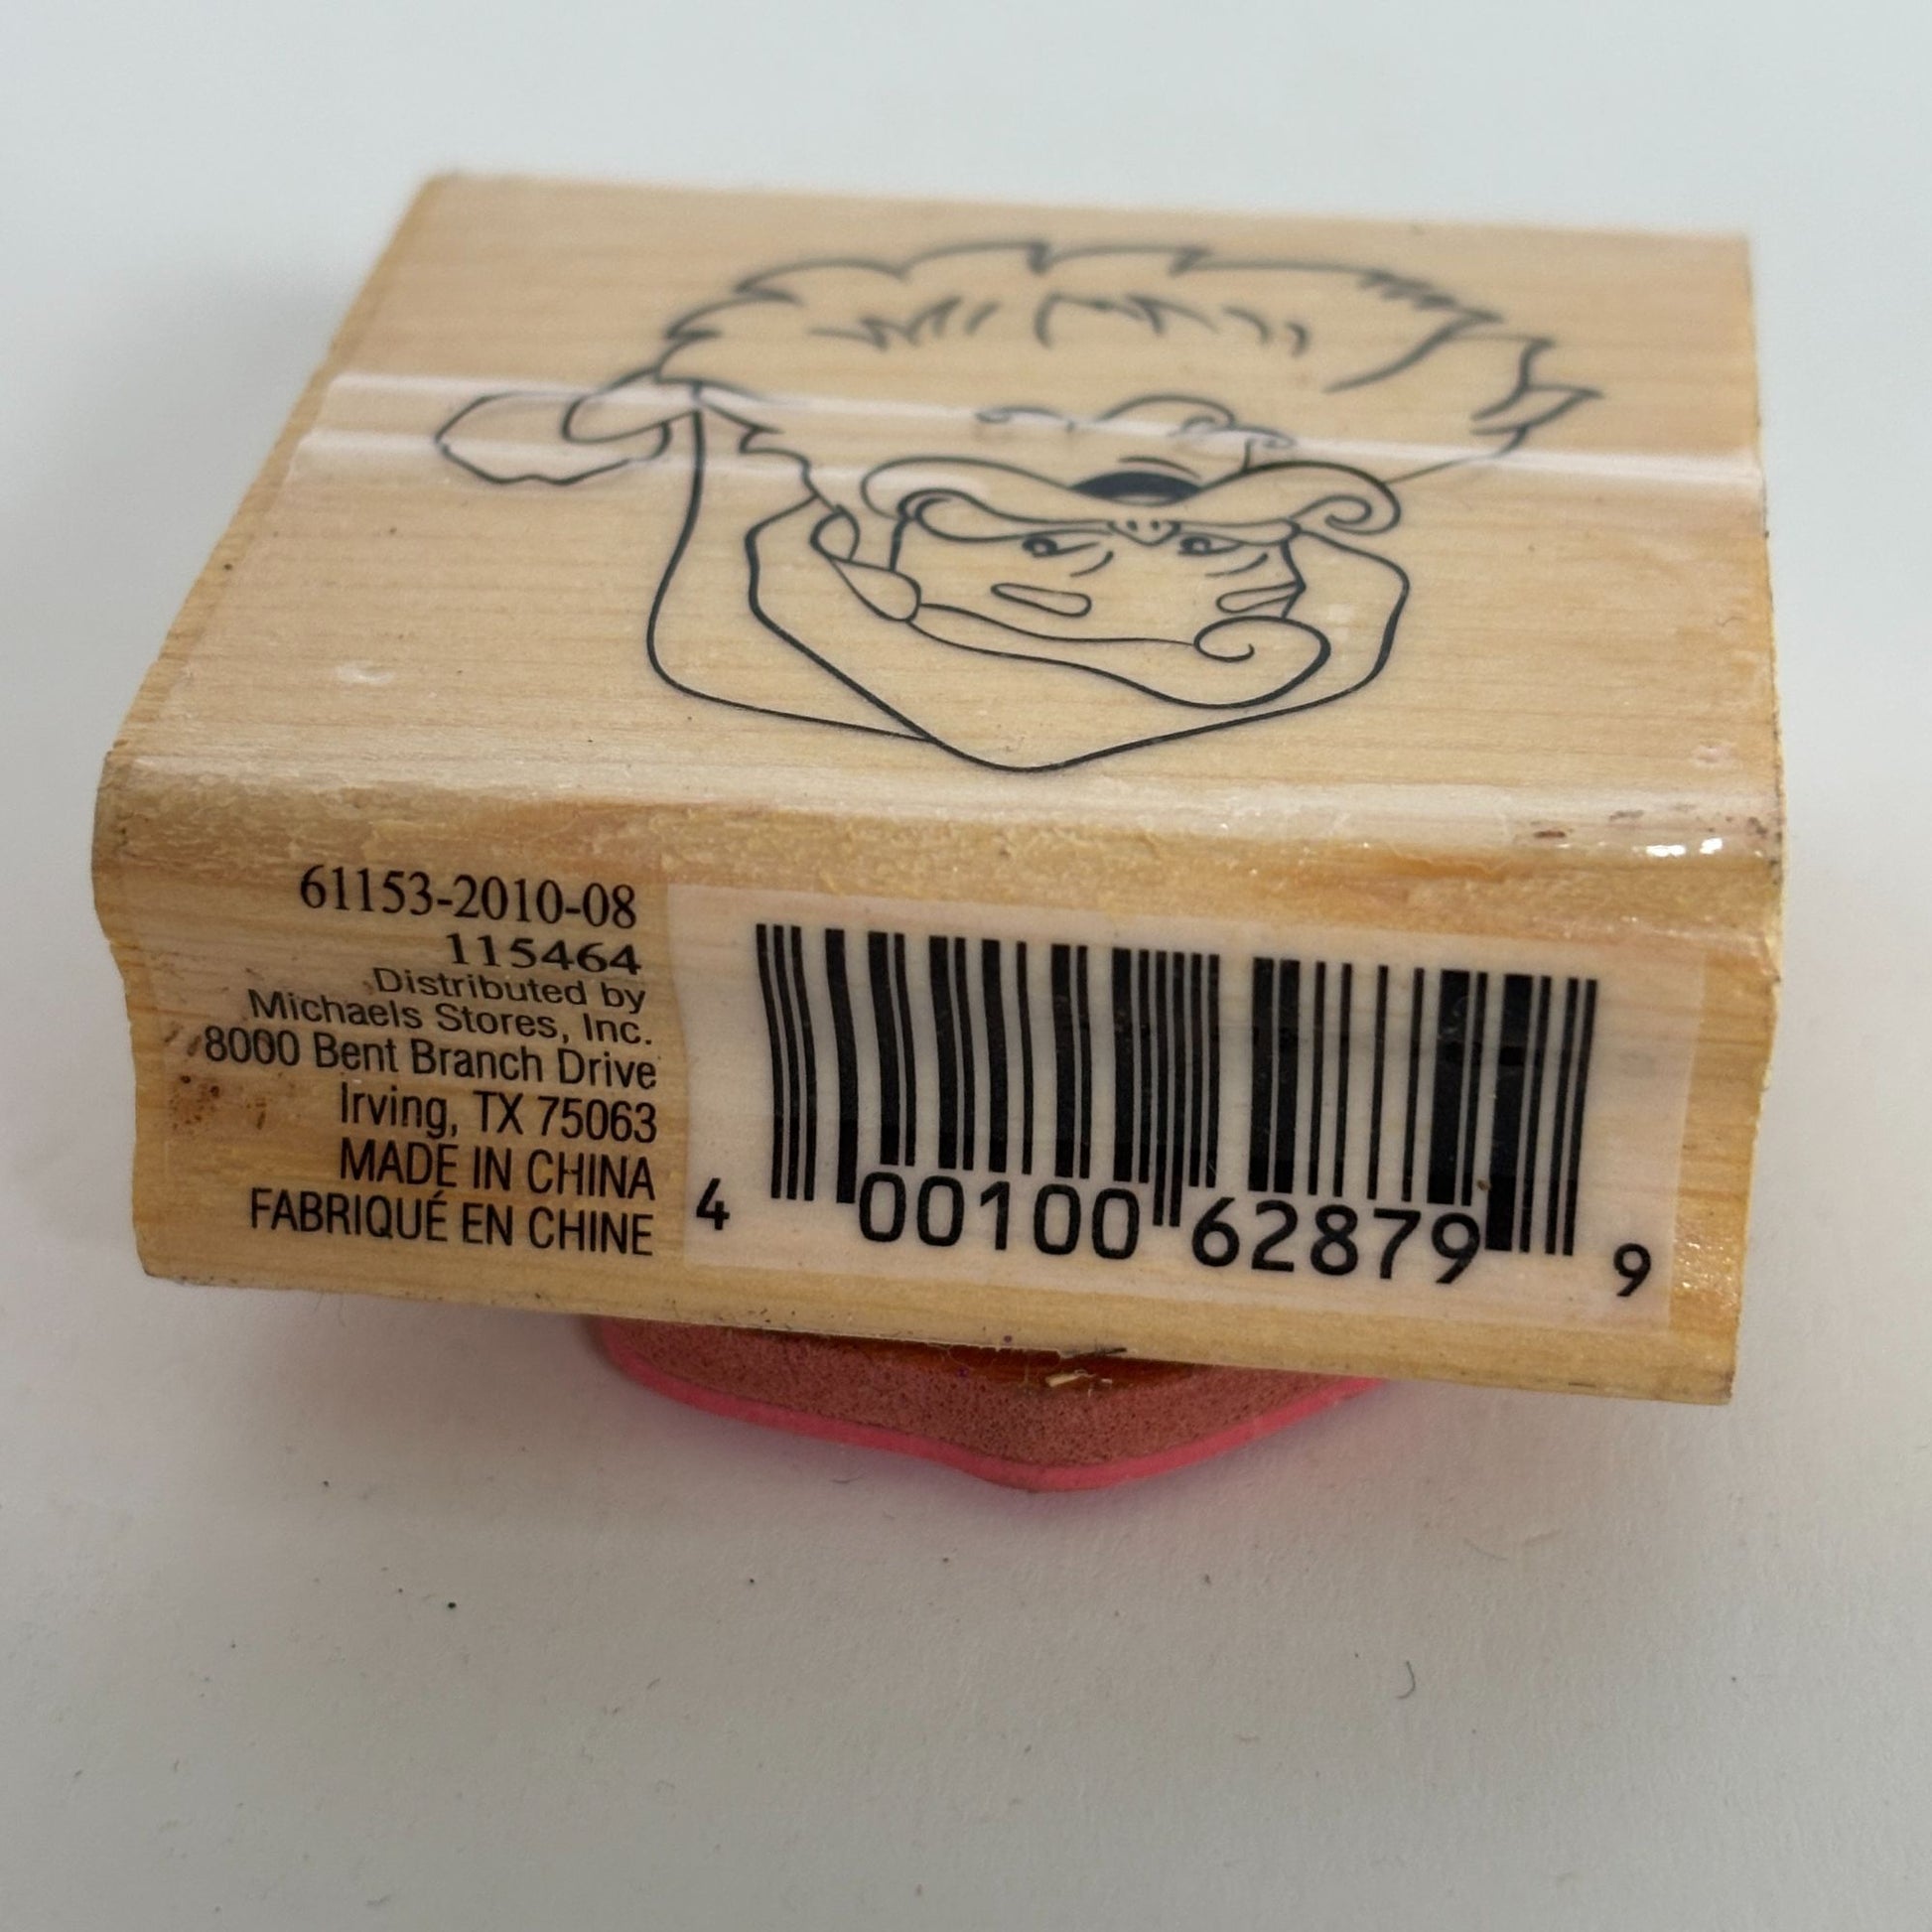 61153-2010-08
115464
Distributed by
Michaels Stores, Inc.
8000 Bent Branch Drive
Irving, TX 75063
MADE IN CHINA
FABRIQUÉ EN CHINE
4 00100 62879 9